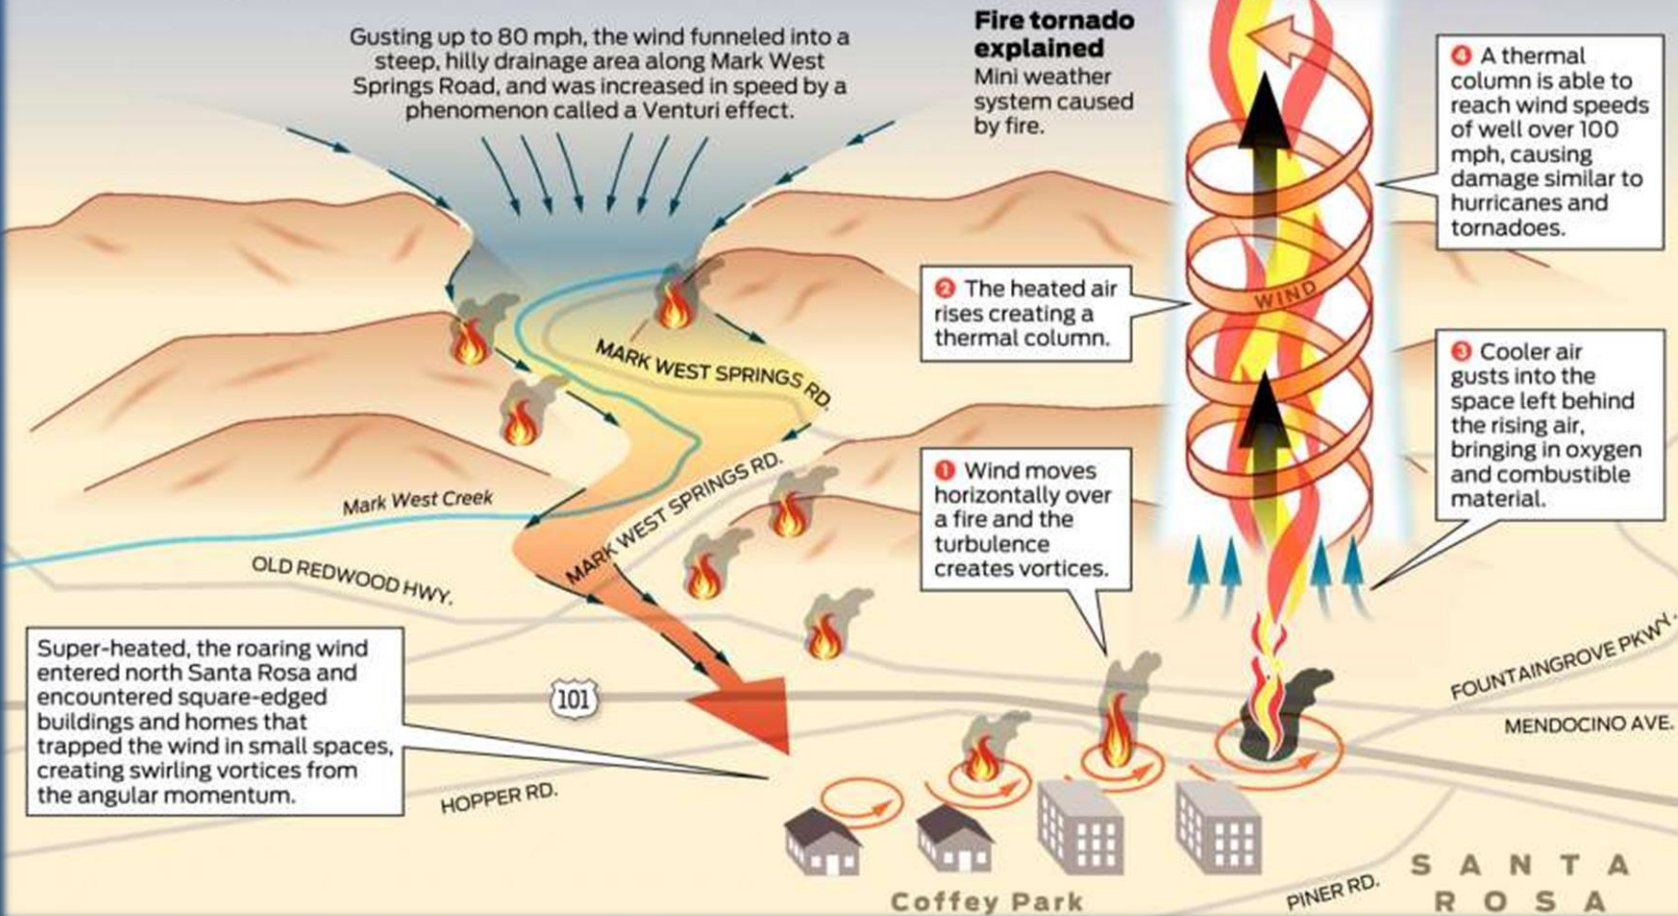 Gusting up to 80 mph, the wind funneled into a
steep, hilly drainage area along Mark West
Springs Road, and was increased in speed by a
phenomenon called a Venturi effect.
Fire tornado
explained
Mini weather
system caused
by fire.
4 A thermal
column is able to
reach wind speeds
of well over 100
mph, causing
damage similar to
hurricanes and
tornadoes.
2 The heated air
rises creating a
thermal column.
WIND
3 Cooler air
gusts into the
space left behind
the rising air,
bringing in oxygen
and combustible
material.
MARK WEST SPRINGS RD.
1 Wind moves
horizontally over
a fire and the
turbulence
creates vortices.
Mark West Creek
MARK WEST SPRINGS RD.
OLD REDWOOD HWY.
Super-heated, the roaring wind
entered north Santa Rosa and
encountered square-edged
buildings and homes that
trapped the wind in small spaces,
creating swirling vortices from
the angular momentum.
101
FOUNTAINGROVE PKWY.
MENDOCINO AVE.
HOPPER RD.
Coffey Park
PINER RD.
SANTA
ROSA